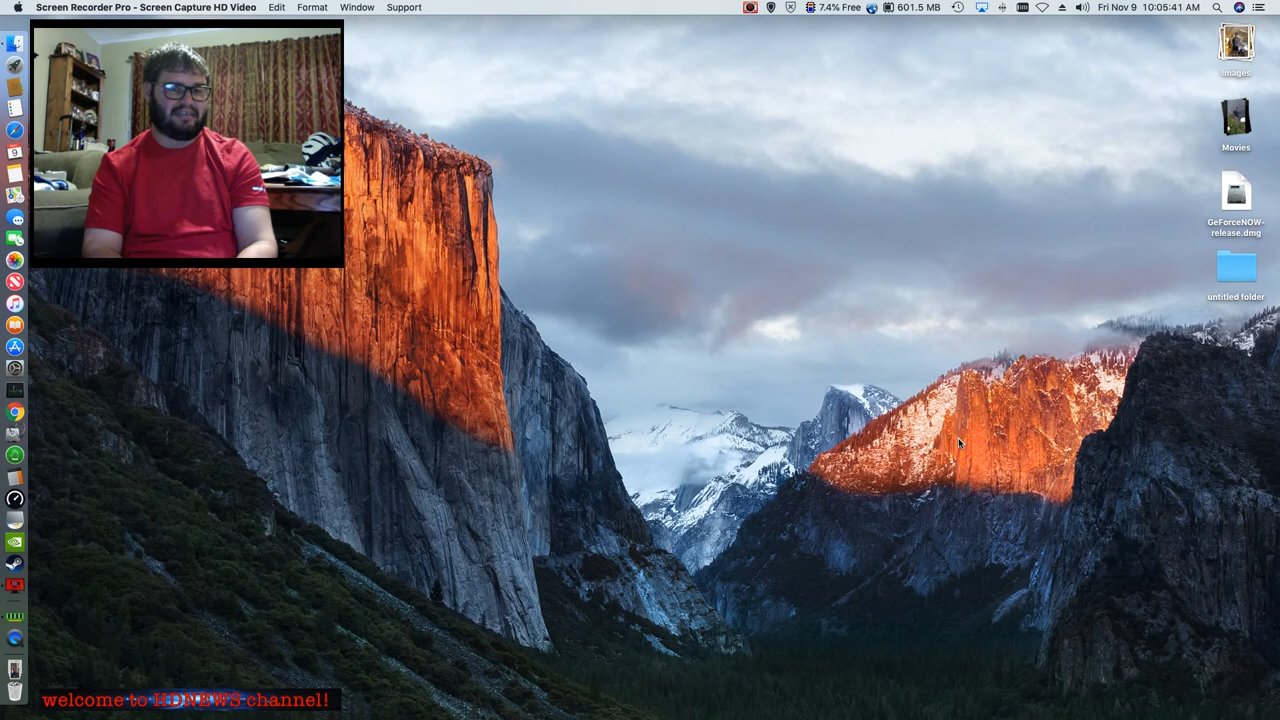 Screen Recorder Pro - Screen Capture HD Video Edit Format Window Support 7.4% Free 601.5 MB Fri Nov 9 10:05:41 AM
Images
Movies
GeForceNOW-
release.dmg
untitled folder
9
welcome to HDNEWS channel!